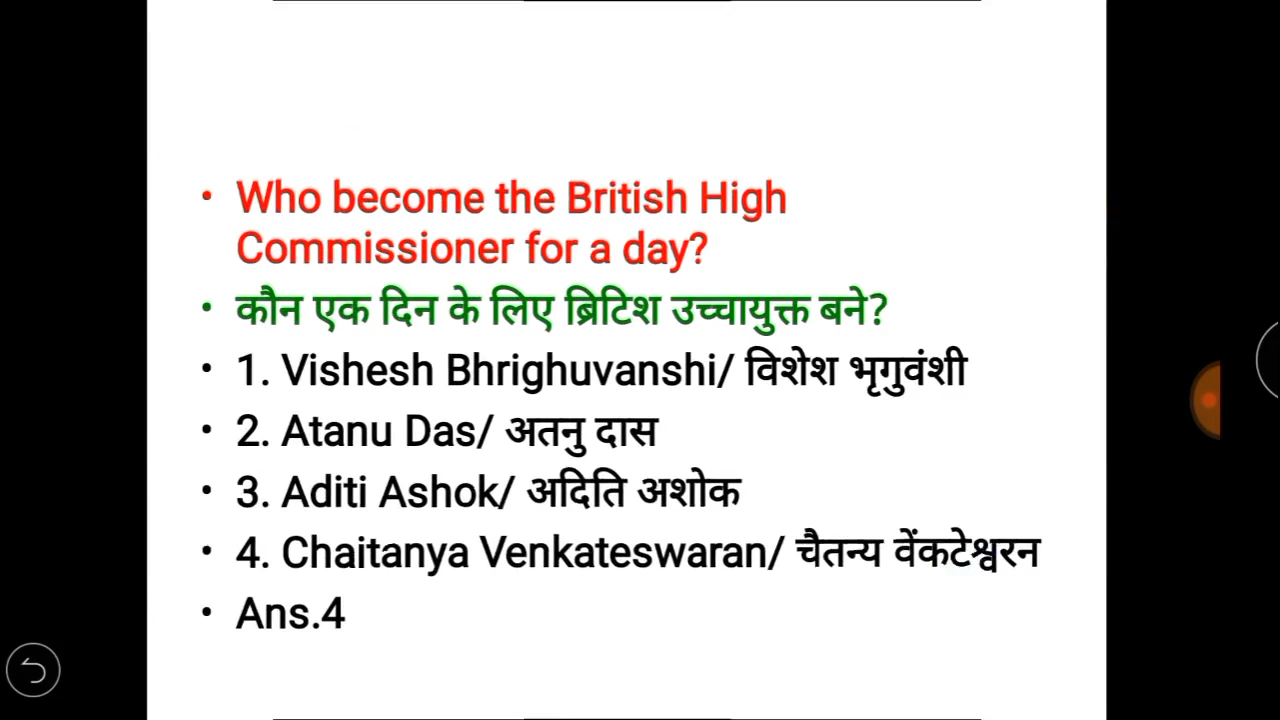 • Who become the British High
Commissioner for a day?
• कौन एक दिन के लिए ब्रिटिश उच्चायुक्त बने?
• 1. Vishesh Bhrighuvanshi/ विशेश भृगुवंशी
• 2. Atanu Das/ अतनु दास
• 3. Aditi Ashok/ अदिति अशोक
• 4. Chaitanya Venkateswaran/ चैतन्य वेंकटेश्वरन
• Ans.4